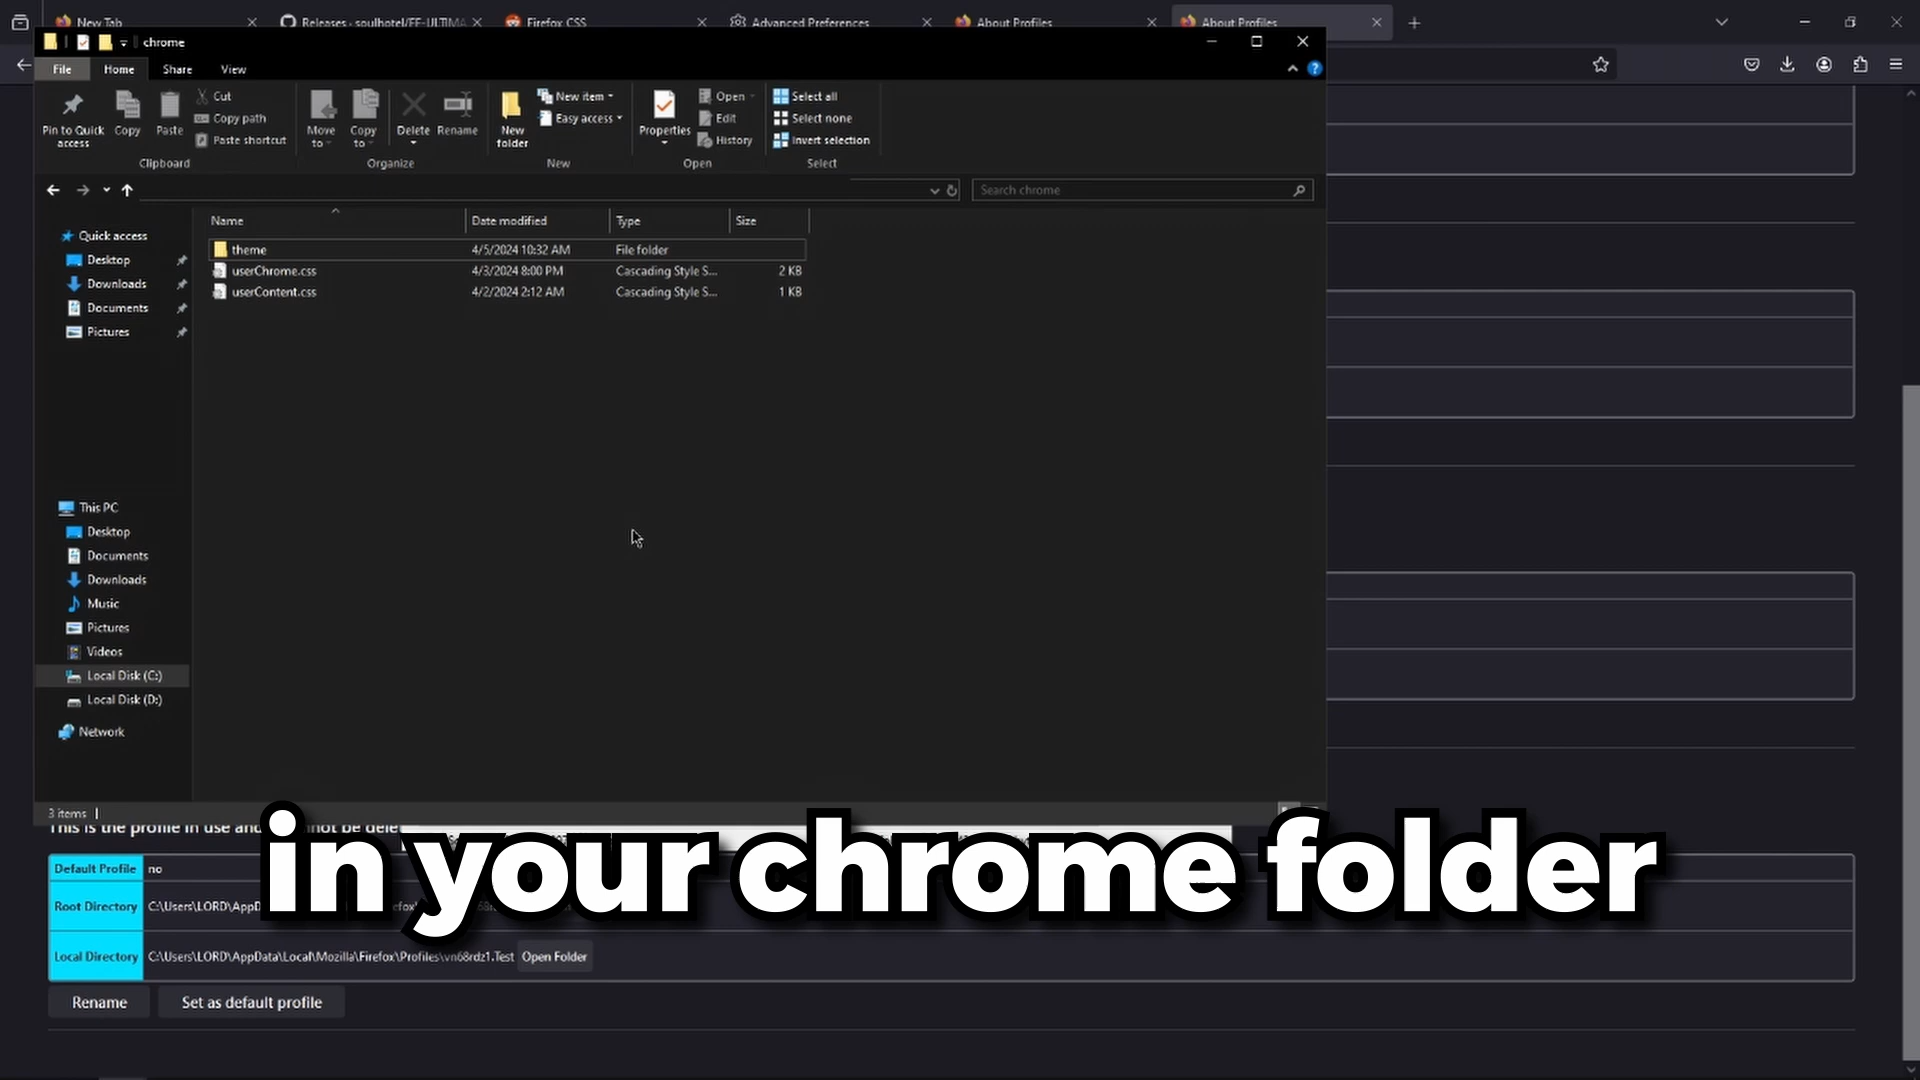 New Tab
Releases · soulhotel/FF-ULTIMA
Firefox CSS
Advanced Preferences
About Profiles
About Profiles
chrome
File
Home
Share
View
Pin to Quick access
Copy
Paste
Cut
Copy path
Paste shortcut
Clipboard
Move to
Copy to
Delete
Rename
Organize
New folder
New item
Easy access
New
Properties
Open
Edit
History
Open
Select all
Select none
Invert selection
Select
Search chrome
Name
Date modified
Type
Size
theme
4/5/2024 10:32 AM
File folder
userChrome.css
4/3/2024 8:00 PM
Cascading Style S...
2 KB
userContent.css
4/2/2024 2:12 AM
Cascading Style S...
1 KB
Quick access
Desktop
Downloads
Documents
Pictures
This PC
Desktop
Documents
Downloads
Music
Pictures
Videos
Local Disk (C:)
Local Disk (D:)
Network
3 items
This is the profile in use and
in your chrome folder
Default Profile no
Root Directory C:\Users\LORD\AppD
Local Directory C:\Users\LORD\AppData\Local\Mozilla\Firefox\Profiles\vn68rdz1.Test Open Folder
Rename
Set as default profile